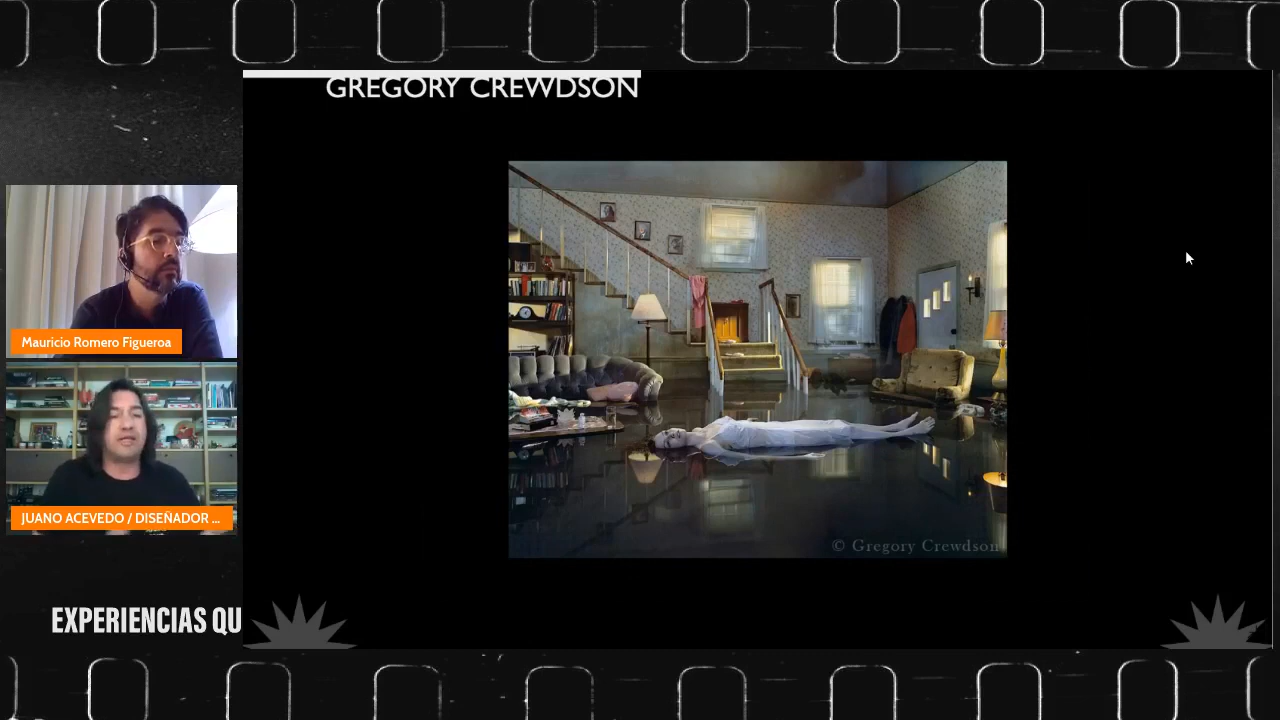 GREGORY CREWDSON
Mauricio Romero Figueroa
JUANO ACEVEDO / DISEÑADOR ...
© Gregory Crewdson
EXPERIENCIAS QU